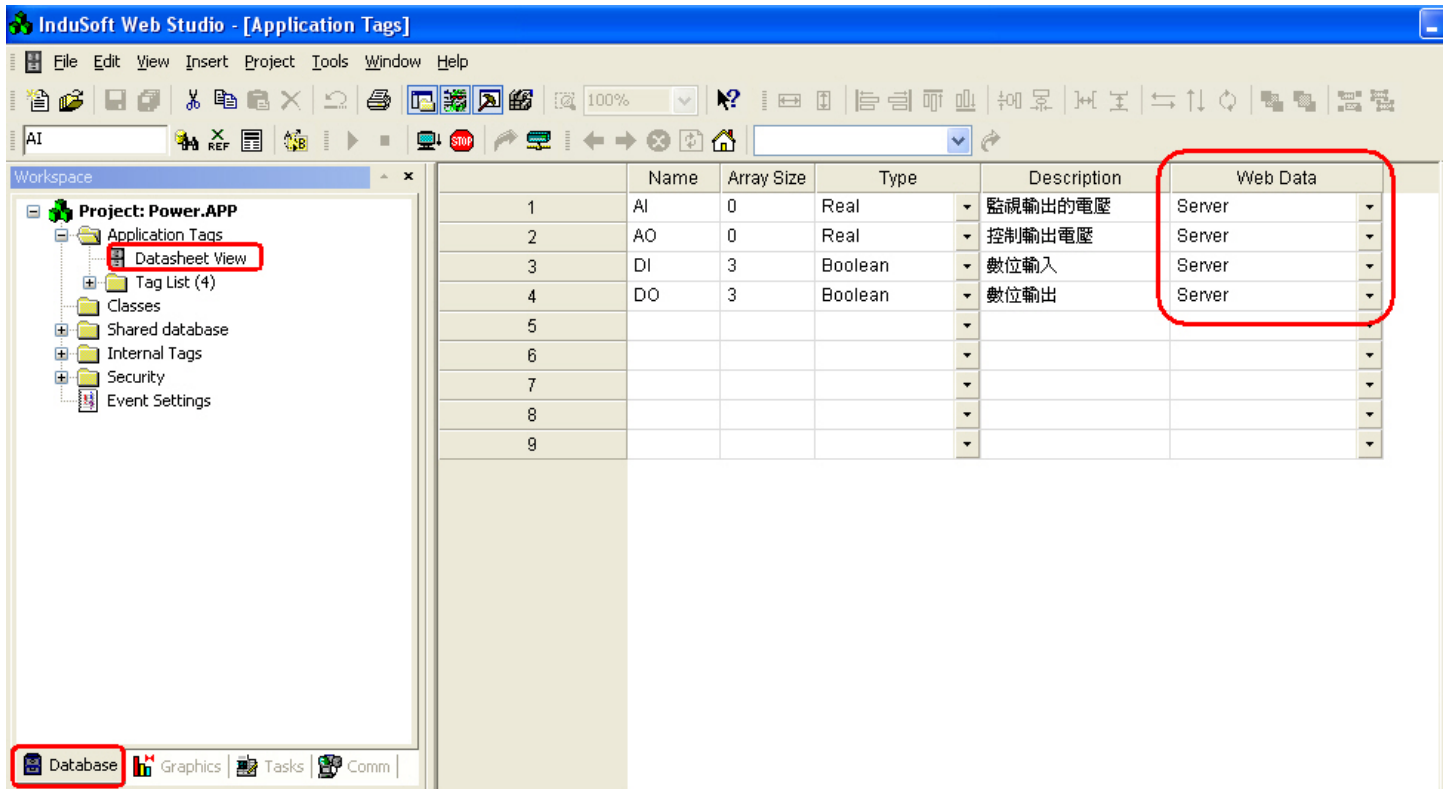 InduSoft Web Studio - [Application Tags]
File Edit View Insert Project Tools Window Help
100%
AI XREF STOP
Workspace
Project: Power.APP
Application Tags
Datasheet View
Tag List (4)
Classes
Shared database
Internal Tags
Security
Event Settings
Name Array Size Type Description Web Data
1 AI 0 Real 監視輸出的電壓 Server
2 AO 0 Real 控制輸出電壓 Server
3 DI 3 Boolean 數位輸入 Server
4 DO 3 Boolean 數位輸出 Server
5
6
7
8
9
Database Graphics Tasks Comm